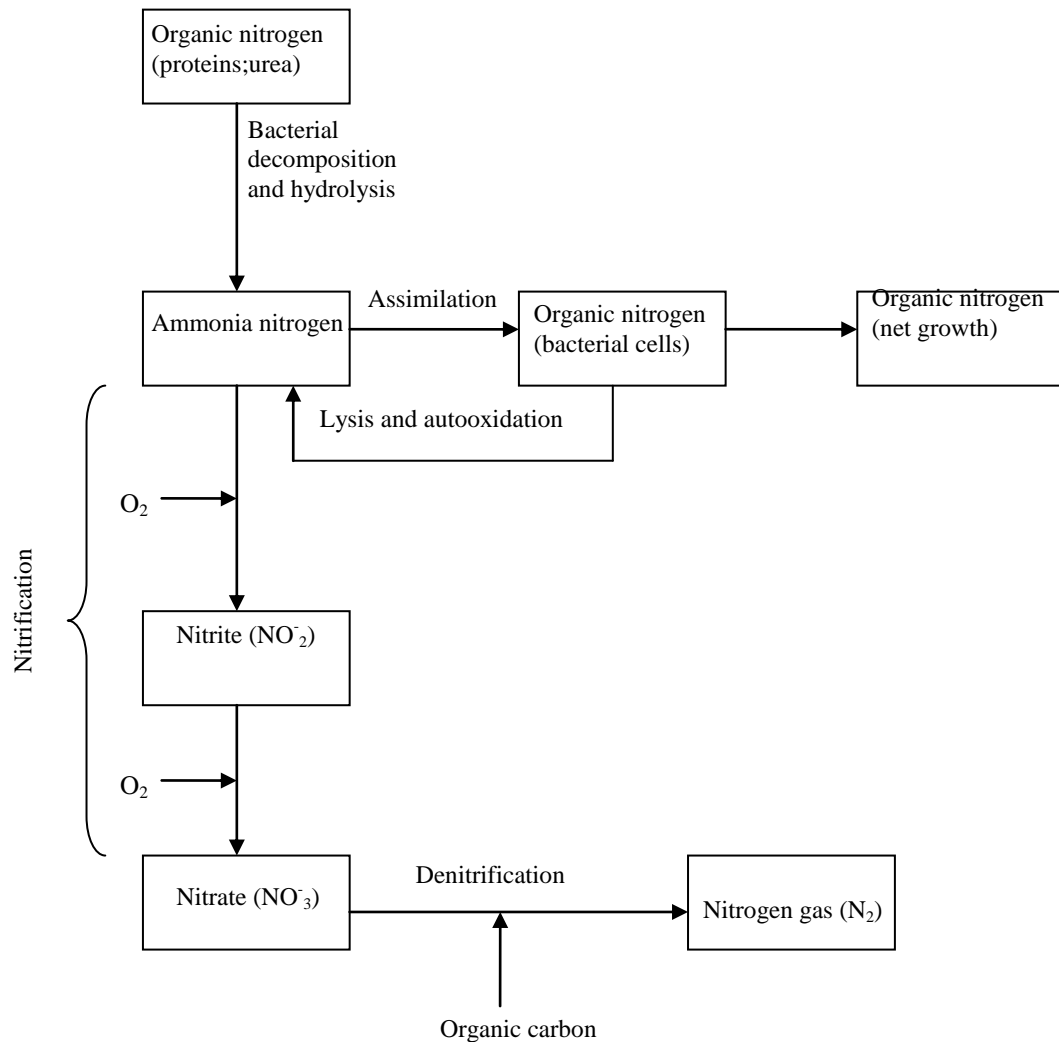 Organic nitrogen
(proteins;urea)
Bacterial
decomposition
and hydrolysis
Ammonia nitrogen
Assimilation
Organic nitrogen
(bacterial cells)
Organic nitrogen
(net growth)
Lysis and autooxidation
O₂
Nitrification
Nitrite (NO⁻₂)
O₂
Nitrate (NO⁻₃)
Denitrification
Nitrogen gas (N₂)
Organic carbon